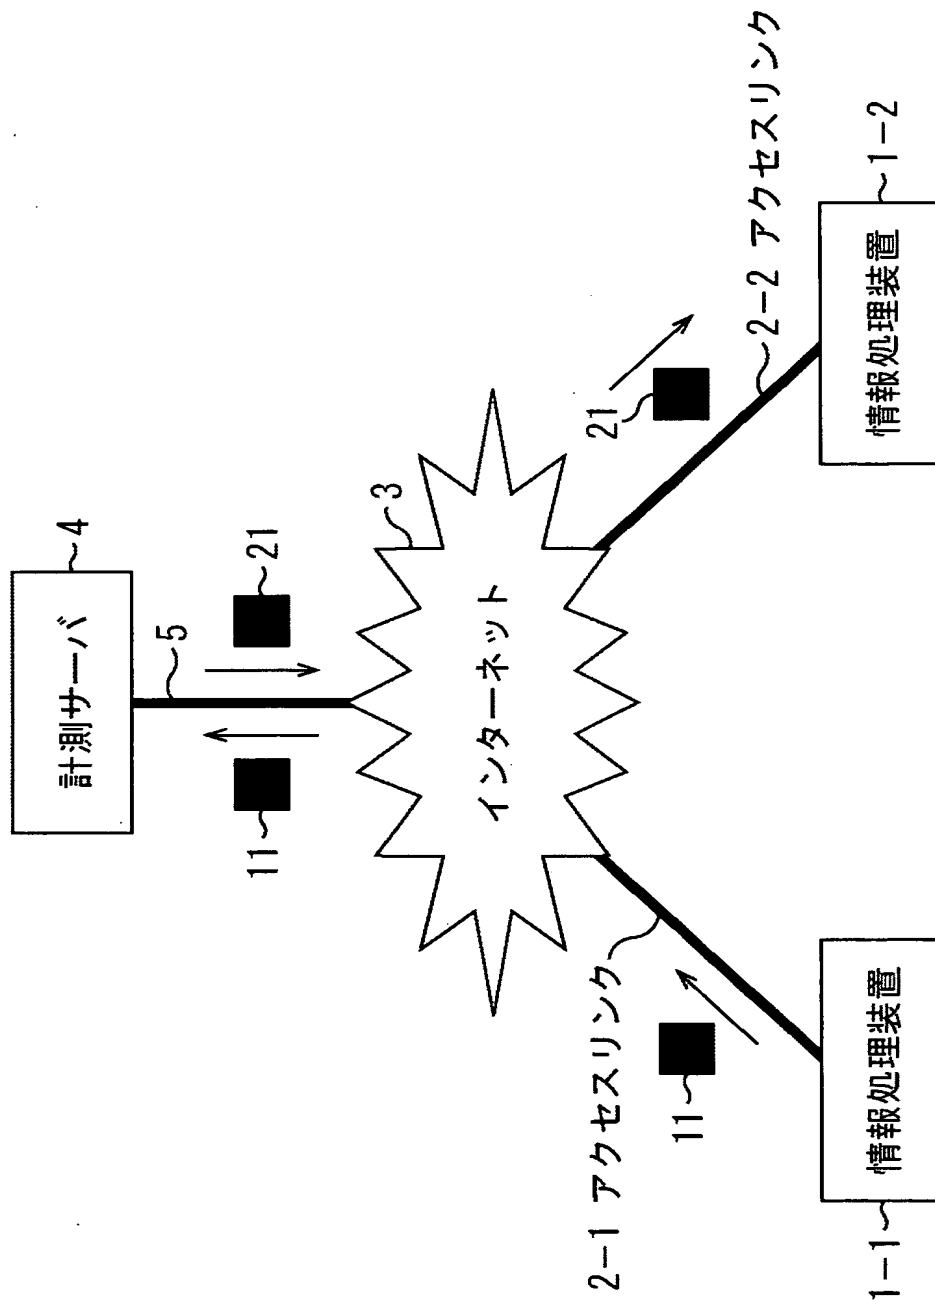 計測サーバ
4
5
11
21
3
インターネット
2-1 アクセスリンク
11
21
2-2 アクセスリンク
1-1
情報処理装置
情報処理装置
1-2